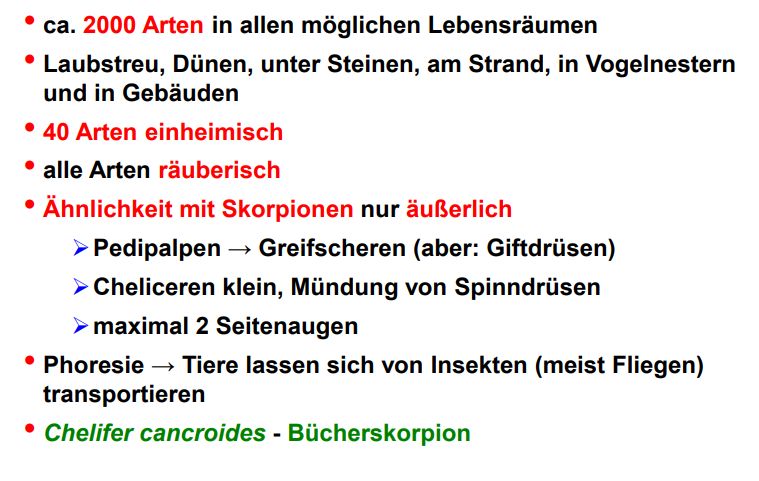 • ca. 2000 Arten in allen möglichen Lebensräumen
• Laubstreu, Dünen, unter Steinen, am Strand, in Vogelnestern
und in Gebäuden
• 40 Arten einheimisch
• alle Arten räuberisch
• Ähnlichkeit mit Skorpionen nur äußerlich
➢ Pedipalpen → Greifscheren (aber: Giftdrüsen)
➢ Cheliceren klein, Mündung von Spinndrüsen
➢ maximal 2 Seitenaugen
• Phoresie → Tiere lassen sich von Insekten (meist Fliegen)
transportieren
• Chelifer cancroides - Bücherskorpion